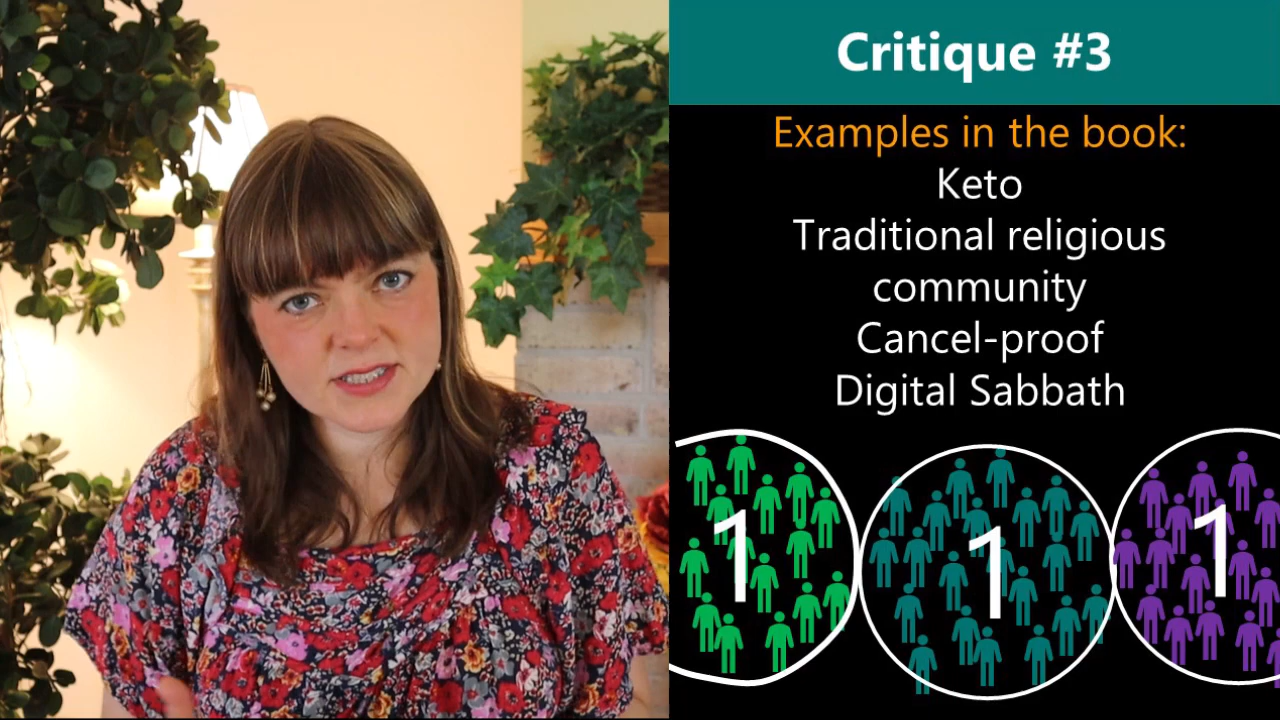 Critique #3
Examples in the book:
Keto
Traditional religious
community
Cancel-proof
Digital Sabbath
1 1 1